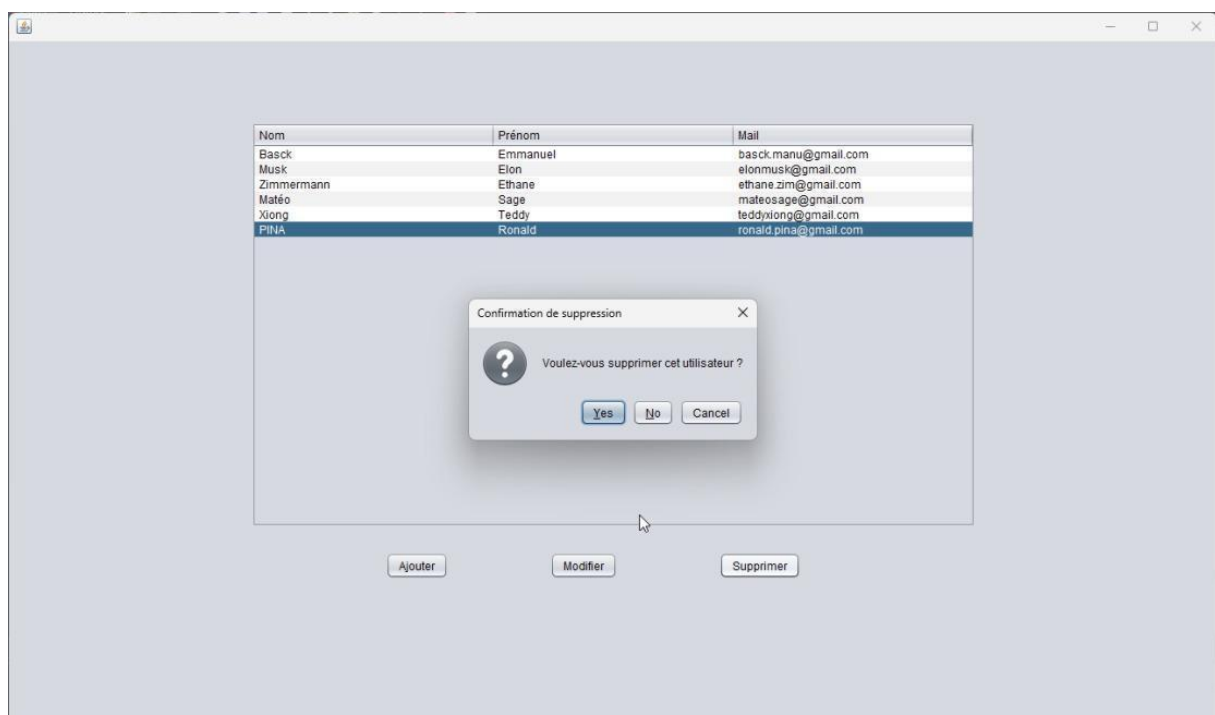 Nom Prénom Mail
Basck Emmanuel basck.manu@gmail.com
Musk Elon elonmusk@gmail.com
Zimmermann Ethane ethane.zim@gmail.com
Matéo Sage mateosage@gmail.com
Xiong Teddy teddyxiong@gmail.com
PINA Ronald ronald.pina@gmail.com
Confirmation de suppression
Voulez-vous supprimer cet utilisateur ?
Yes No Cancel
Ajouter Modifier Supprimer